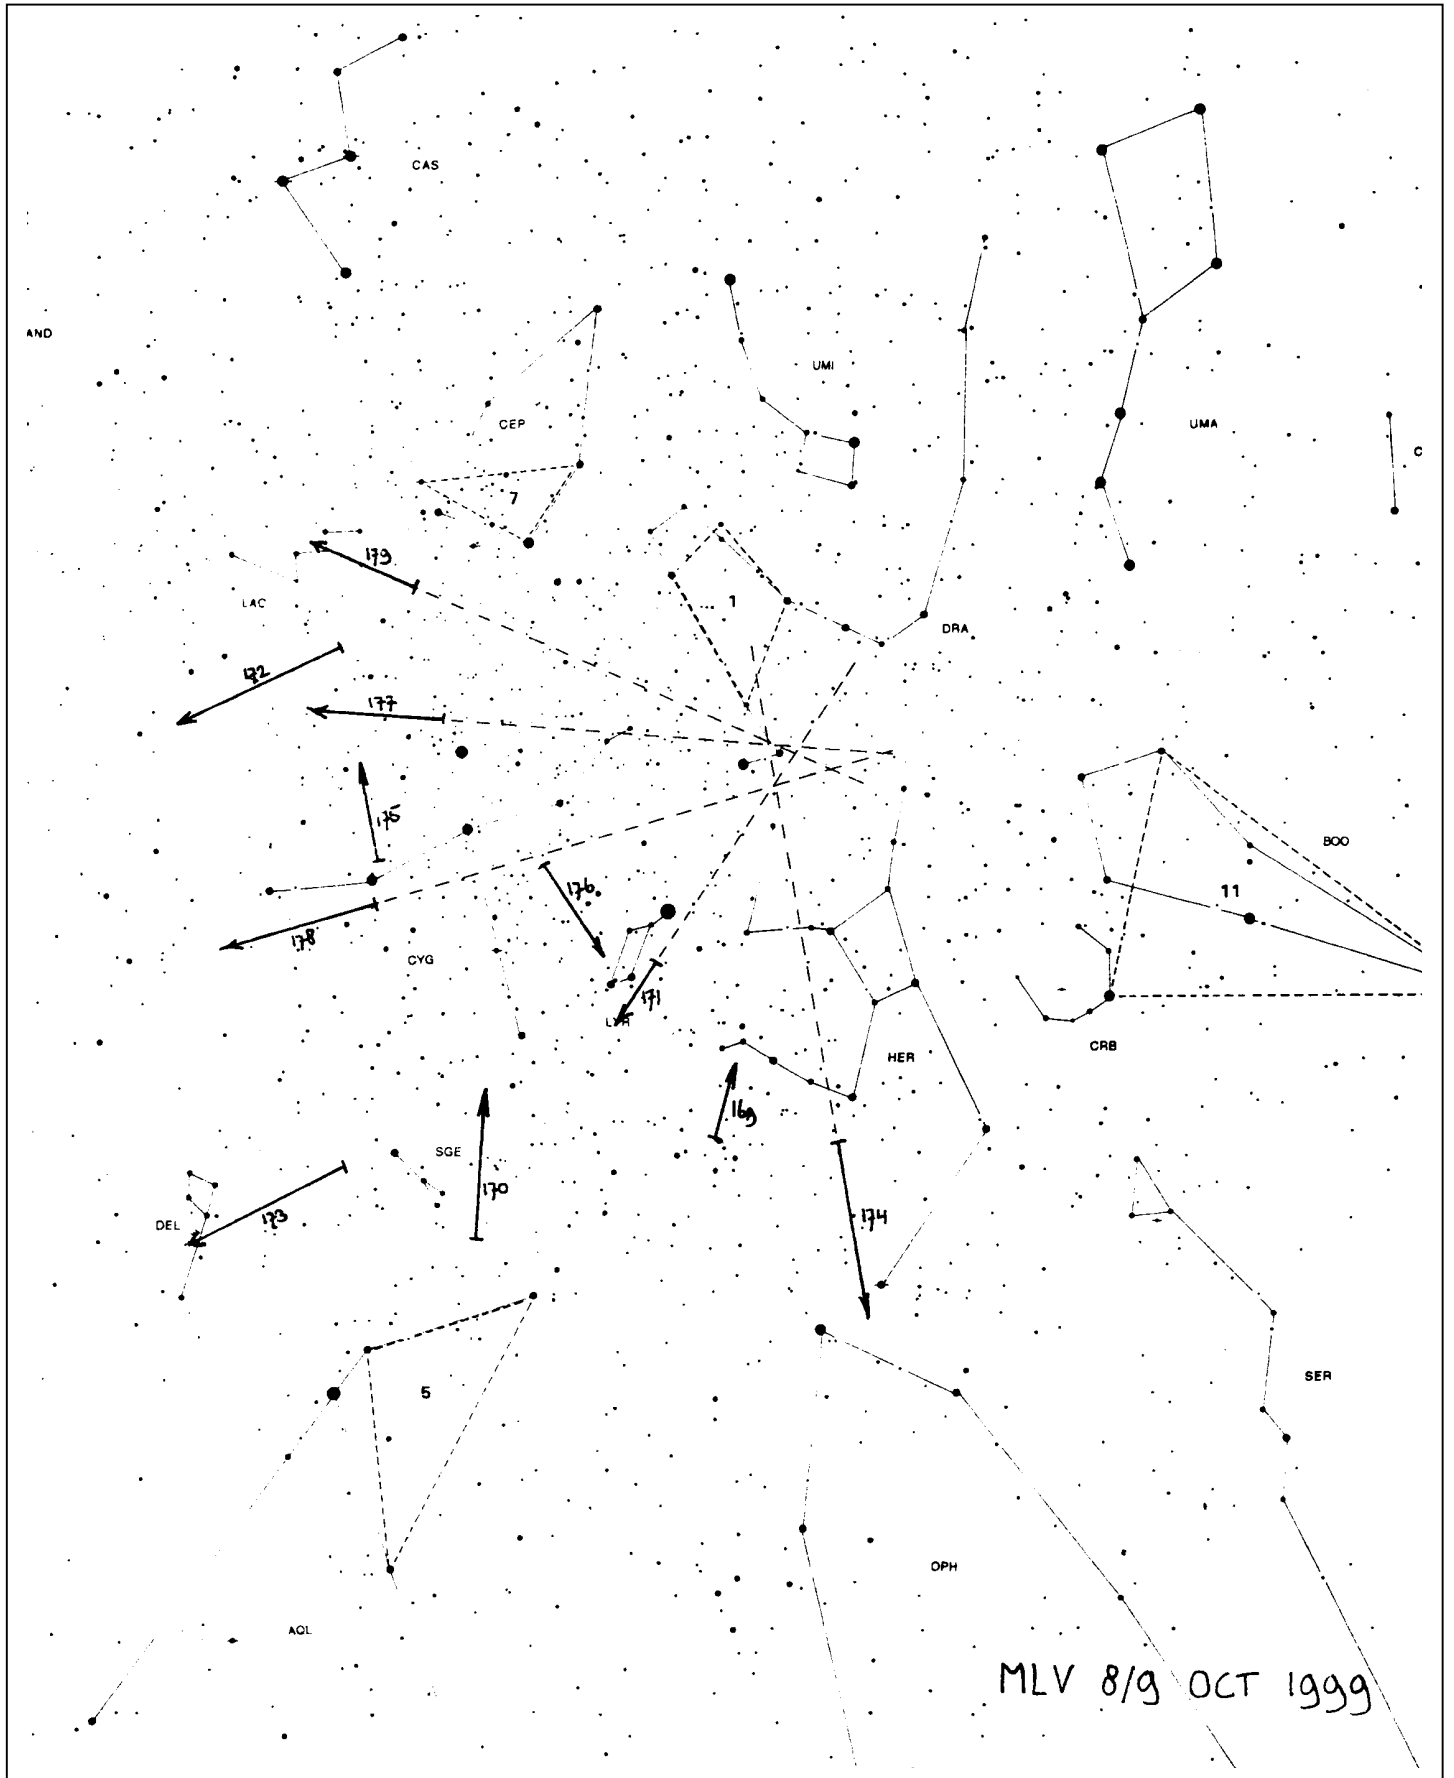 CAS
AND
UMI
CEP
UMA
C
7
179
LAC
1
DRA
172
177
175
BOO
176
11
178
CYG
171
LYR
CRB
HER
169
SGE
170
DEL
173
174
5
SER
OPH
AQL
MLV 8/9 OCT 1999